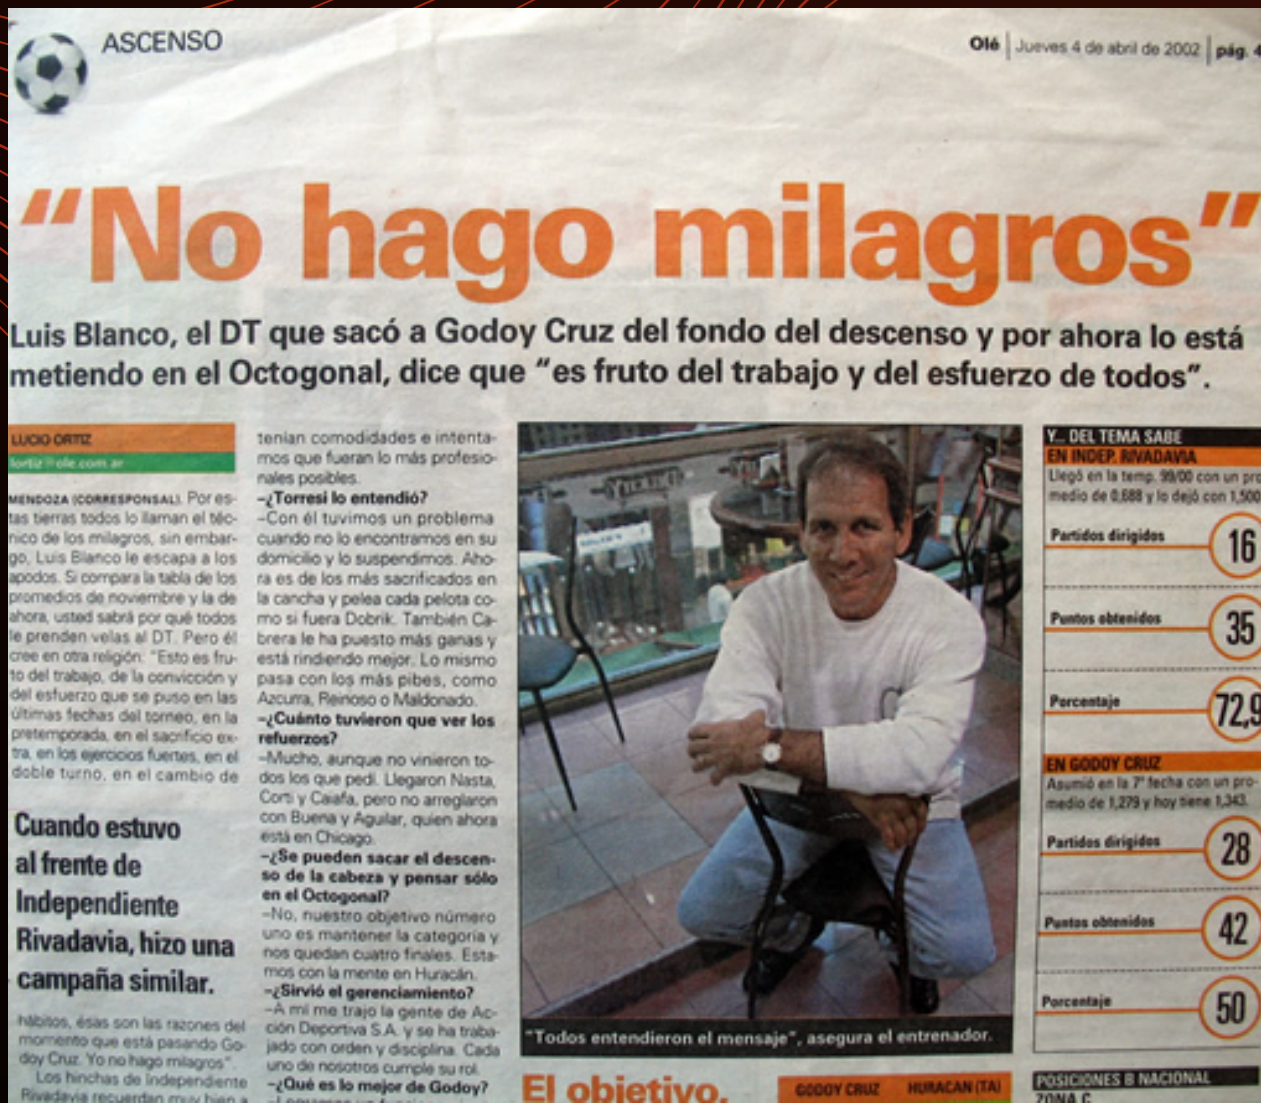 ASCENSO
Olé | Jueves 4 de abril de 2002 | pág. 4
“No hago milagros”
Luis Blanco, el DT que sacó a Godoy Cruz del fondo del descenso y por ahora lo está
metiendo en el Octogonal, dice que “es fruto del trabajo y del esfuerzo de todos”.
LUCIO ORTIZ
lortiz@ole.com.ar
MENDOZA (CORRESPONSAL). Por es-
tas tierras todos lo llaman el téc-
nico de los milagros, sin embar-
go, Luis Blanco le escapa a los
apodos. Si compara la tabla de los
promedios de noviembre y la de
ahora, usted sabrá por qué todos
le prenden velas al DT. Pero él
cree en otra religión: “Esto es fru-
to del trabajo, de la convicción y
del esfuerzo que se puso en las
últimas fechas del torneo, en la
pretemporada, en el sacrificio ex-
tra, en los ejercicios fuertes, en el
doble turno, en el cambio de
Cuando estuvo
al frente de
Independiente
Rivadavia, hizo una
campaña similar.
hábitos, ésas son las razones del
momento que está pasando Go-
doy Cruz. Yo no hago milagros”.
Los hinchas de Independiente
Rivadavia recuerdan muy bien a
tenían comodidades e intenta-
mos que fueran lo más profesio-
nales posibles.
–¿Torresi lo entendió?
–Con él tuvimos un problema
cuando no lo encontramos en su
domicilio y lo suspendimos. Aho-
ra es de los más sacrificados en
la cancha y pelea cada pelota co-
mo si fuera Dobrik. También Ca-
brera le ha puesto más ganas y
está rindiendo mejor. Lo mismo
pasa con los más pibes, como
Azcurra, Reinoso o Maldonado.
–¿Cuánto tuvieron que ver los
refuerzos?
–Mucho, aunque no vinieron to-
dos los que pedí. Llegaron Nasta,
Corti y Caiafa, pero no arreglaron
con Buena y Aguilar, quien ahora
está en Chicago.
–¿Se pueden sacar el descen-
so de la cabeza y pensar sólo
en el Octogonal?
–No, nuestro objetivo número
uno es mantener la categoría y
nos quedan cuatro finales. Esta-
mos con la mente en Huracán.
–¿Sirvió el gerenciamiento?
–A mí me trajo la gente de Ac-
ción Deportiva S.A. y se ha traba-
jado con orden y disciplina. Cada
uno de nosotros cumple su rol.
–¿Qué es lo mejor de Godoy?
“Todos entendieron el mensaje”, asegura el entrenador.
El objetivo.
GODOY CRUZ HURACAN (TA)
Y... DEL TEMA SABE
EN INDEP. RIVADAVIA
Llegó en la temp. 99/00 con un pro
medio de 0,688 y lo dejó con 1,500
Partidos dirigidos 16
Puntos obtenidos 35
Porcentaje 72,9
EN GODOY CRUZ
Asumió en la 7ª fecha con un pro-
medio de 1,279 y hoy tiene 1,343.
Partidos dirigidos 28
Puntos obtenidos 42
Porcentaje 50
POSICIONES B NACIONAL
ZONA C